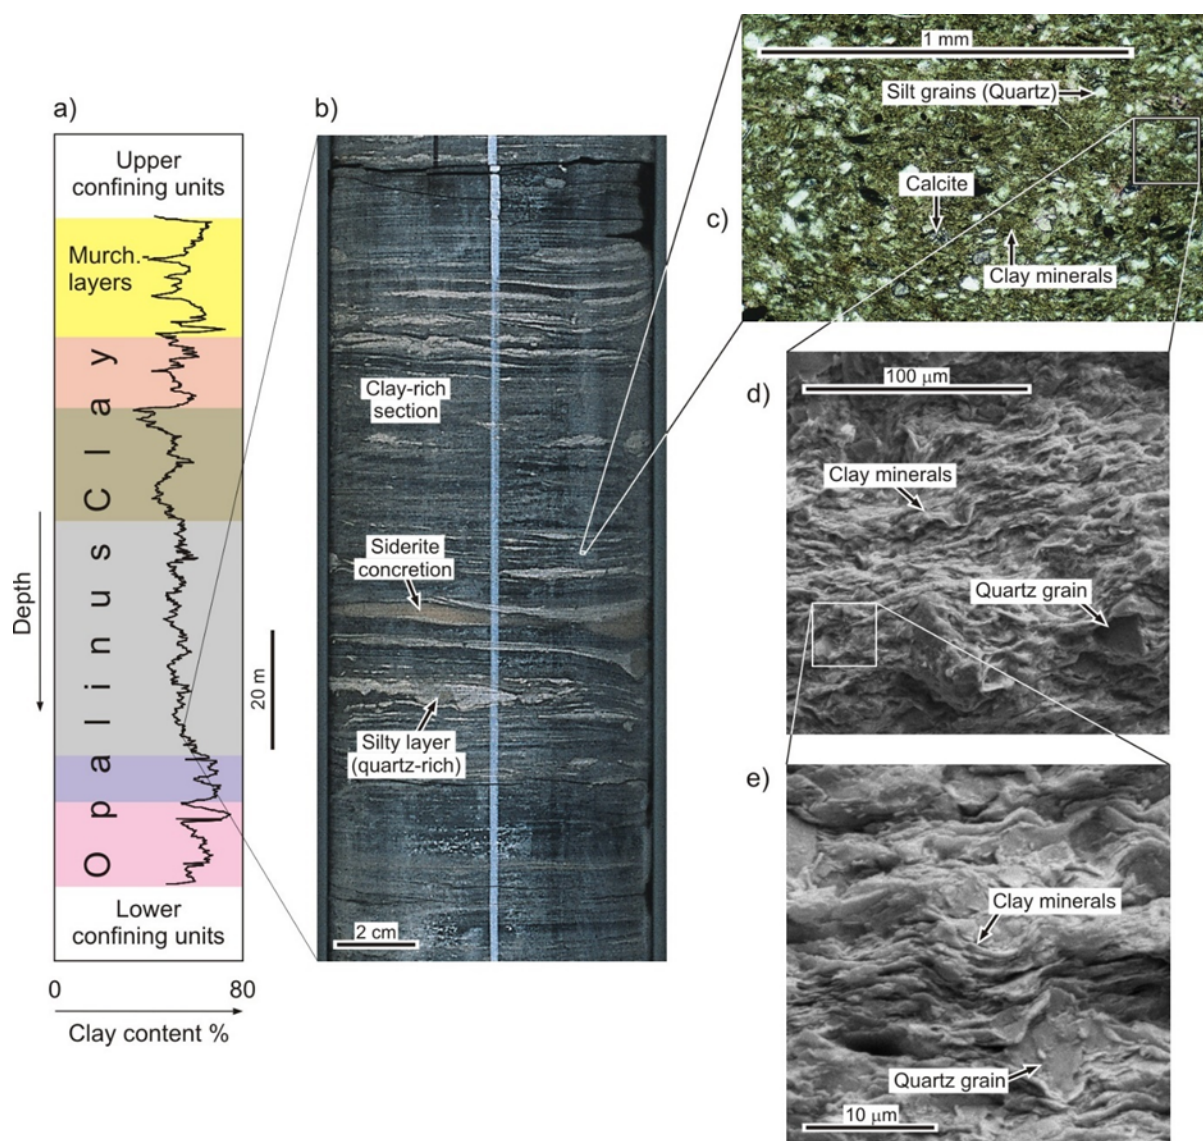 a)
Upper
confining units
Murch.
layers
Opalinus Clay
Depth
20 m
Lower
confining units
0
80
Clay content %
b)
Clay-rich
section
Siderite
concretion
Silty layer
(quartz-rich)
2 cm
c)
1 mm
Silt grains (Quartz)
Calcite
Clay minerals
d)
100 μm
Clay minerals
Quartz grain
e)
Clay minerals
Quartz grain
10 μm